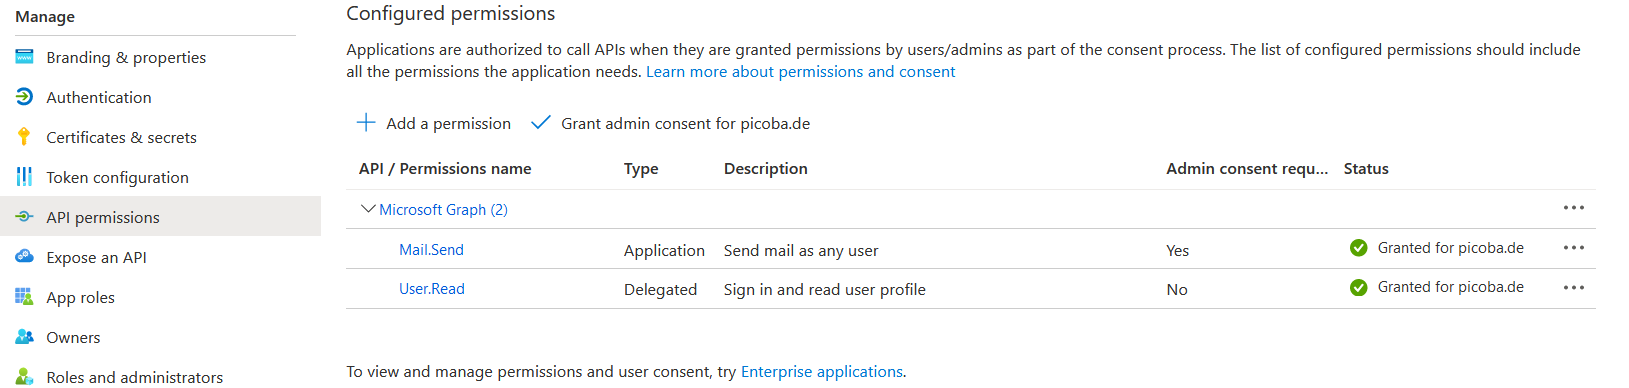 Manage
Branding & properties
Authentication
Certificates & secrets
Token configuration
API permissions
Expose an API
App roles
Owners
Roles and administrators
Configured permissions
Applications are authorized to call APIs when they are granted permissions by users/admins as part of the consent process. The list of configured permissions should include
all the permissions the application needs. Learn more about permissions and consent
Add a permission Grant admin consent for picoba.de
API / Permissions name Type Description Admin consent requ... Status
Microsoft Graph (2)
Mail.Send Application Send mail as any user Yes Granted for picoba.de
User.Read Delegated Sign in and read user profile No Granted for picoba.de
To view and manage permissions and user consent, try Enterprise applications.